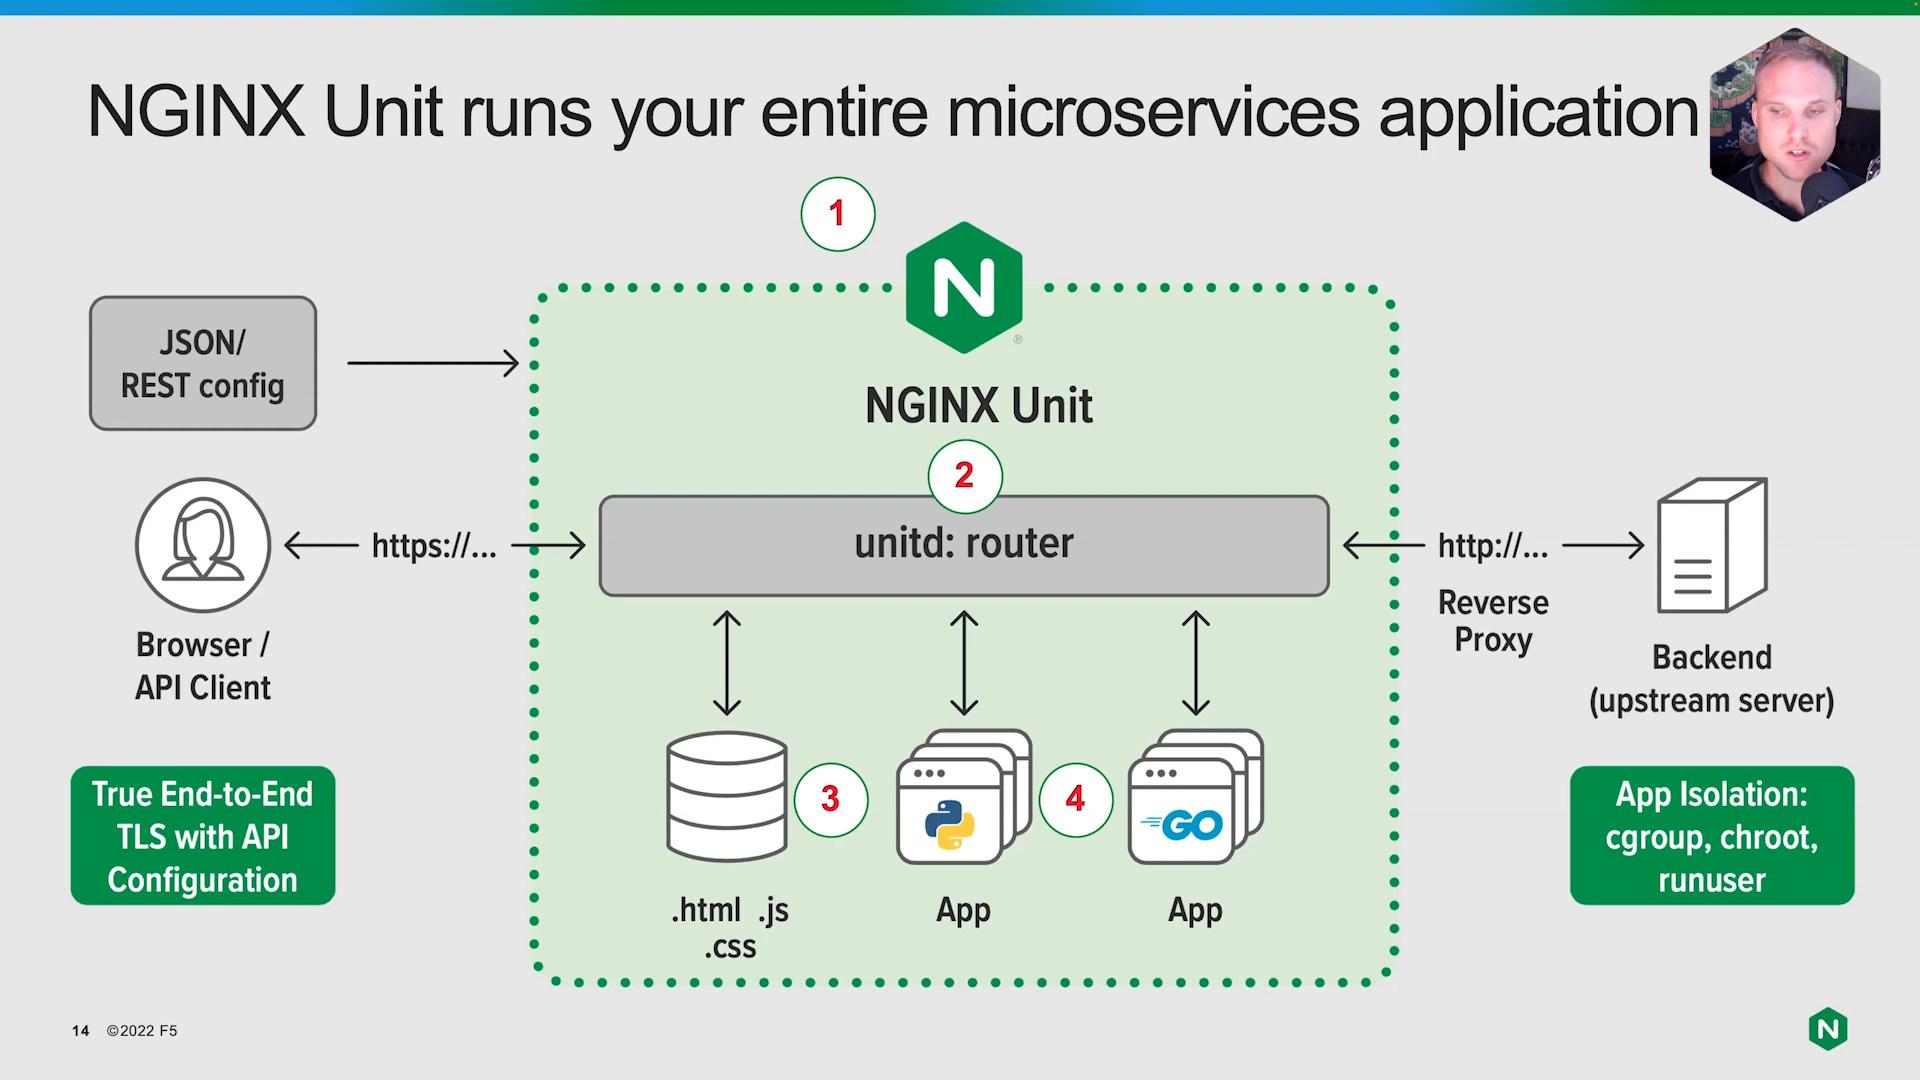 NGINX Unit runs your entire microservices application
1
N
®
JSON/
REST config
NGINX Unit
2
unitd: router
https://...
http://...
Reverse
Proxy
Browser /
API Client
Backend
(upstream server)
True End-to-End
TLS with API
Configuration
3
4
GO
App Isolation:
cgroup, chroot,
runuser
.html .js
.css
App
App
14 ©2022 F5
N